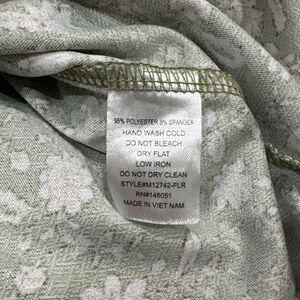 95% POLYESTER 5% SPANDEX
HAND WASH COLD
DO NOT BLEACH
DRY FLAT
LOW IRON
DO NOT DRY CLEAN
STYLE#M12742-FLR
RN#146051
MADE IN VIET NAM